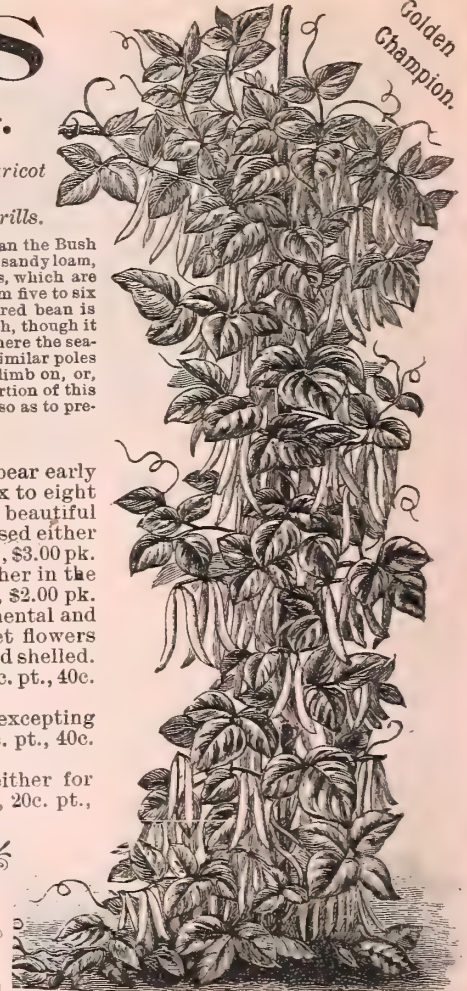 S
Golden
Champion.
ricot
rills.
an the Bush
sandy loam,
s, which are
m five to six
red bean is
h, though it
here the sea-
similar poles
limb on, or,
rtion of this
so as to pre-
bear early
x to eight
beautiful
sed either
, $3.00 pk.
her in the
, $2.00 pk.
mental and
et flowers
d shelled.
c. pt., 40c.
excepting
. pt., 40c.
either for
, 20c. pt.,